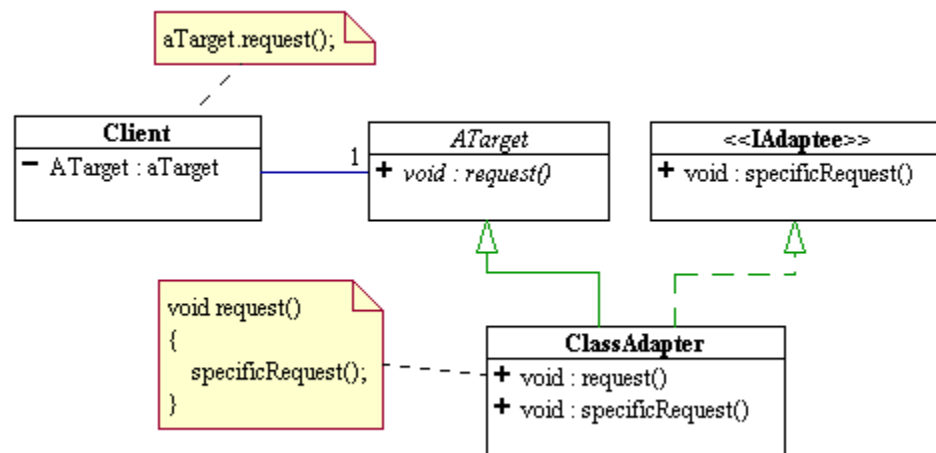 aTarget.request();
Client
- ATarget : aTarget
1
ATarget
+ void : request()
<<IAdaptee>>
+ void : specificRequest()
void request()
{
specificRequest();
}
ClassAdapter
+ void : request()
+ void : specificRequest()